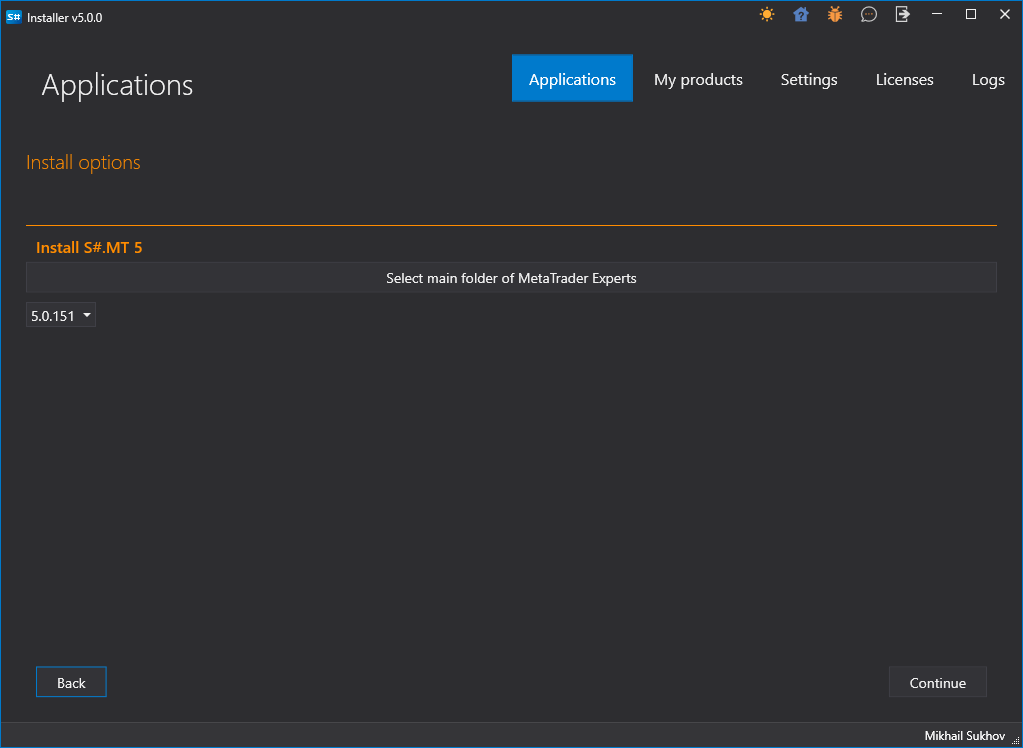 S# Installer v5.0.0
Applications
Applications My products Settings Licenses Logs
Install options
Install S#.MT 5
Select main folder of MetaTrader Experts
5.0.151
Back Continue
Mikhail Sukhov